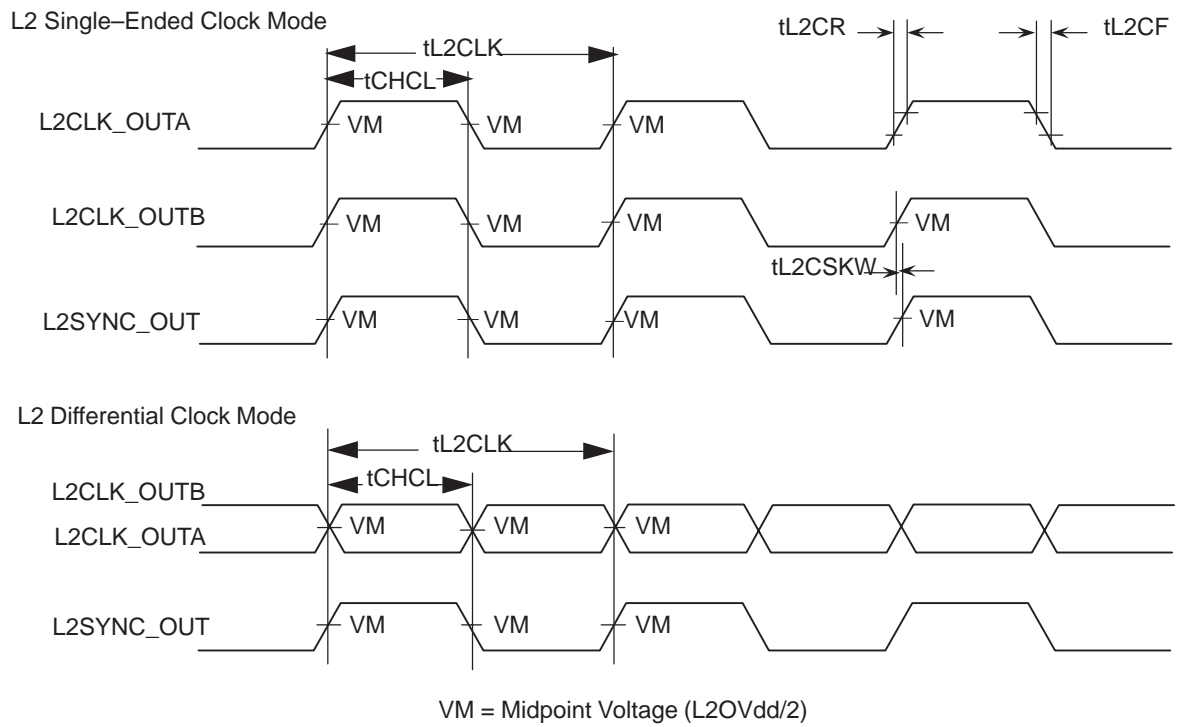 L2 Single–Ended Clock Mode
tL2CR
tL2CF
tL2CLK
tCHCL
L2CLK_OUTA
VM
VM
VM
L2CLK_OUTB
VM
VM
VM
VM
tL2CSKW
L2SYNC_OUT
VM
VM
VM
VM
L2 Differential Clock Mode
tL2CLK
tCHCL
L2CLK_OUTB
L2CLK_OUTA
VM
VM
VM
L2SYNC_OUT
VM
VM
VM
VM = Midpoint Voltage (L2OVdd/2)